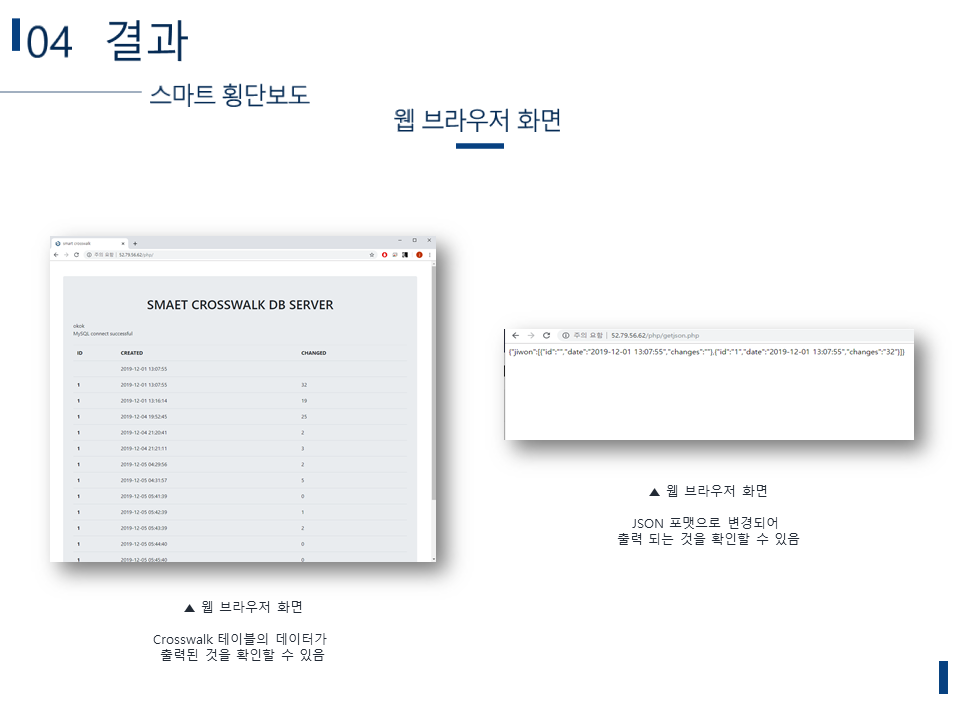 04 결과
스마트 횡단보도
웹 브라우저 화면
smaet crosswalk
주의 요함 | 52.79.56.62/php/
SMAET CROSSWALK DB SERVER
okok
MySQL connect successful
ID CREATED CHANGED
2019-12-01 13:07:55
1 2019-12-01 13:07:55 32
1 2019-12-01 13:16:14 19
1 2019-12-04 19:52:45 25
1 2019-12-04 21:20:41 2
1 2019-12-04 21:21:11 3
1 2019-12-05 04:29:56 2
1 2019-12-05 04:31:57 5
1 2019-12-05 05:41:39 0
1 2019-12-05 05:42:39 1
1 2019-12-05 05:43:39 2
1 2019-12-05 05:44:40 0
1 2019-12-05 05:45:40 0
▲ 웹 브라우저 화면
Crosswalk 테이블의 데이터가
출력된 것을 확인할 수 있음
주의 요함 | 52.79.56.62/php/getjson.php
{"jiwon":[{"id":"","date":"2019-12-01 13:07:55","changes":""},{"id":"1","date":"2019-12-01 13:07:55","changes":"32"}]}
▲ 웹 브라우저 화면
JSON 포맷으로 변경되어
출력 되는 것을 확인할 수 있음